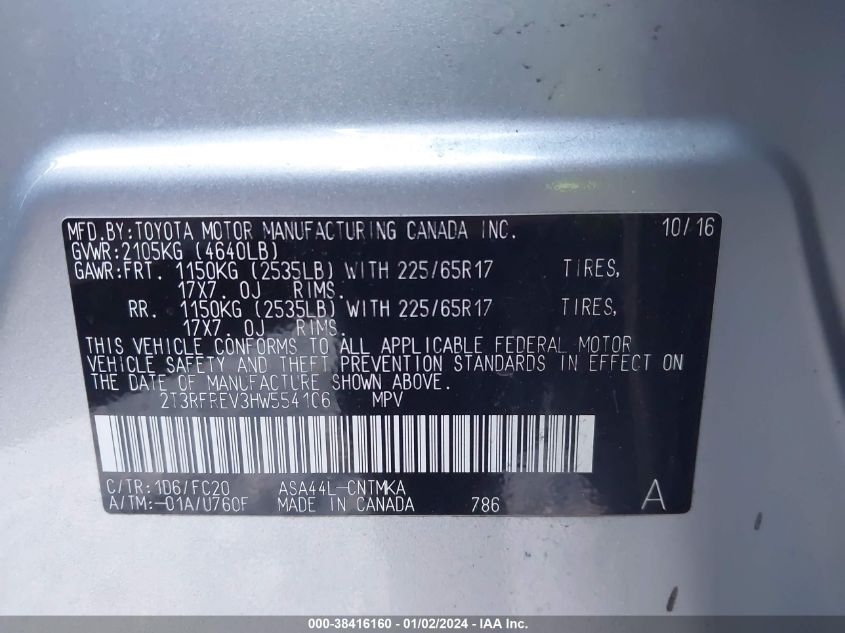 MFD.BY:TOYOTA MOTOR MANUFACTURING CANADA INC. 10/16
GVWR:2105KG (4640LB)
GAWR:FRT. 1150KG (2535LB) WITH 225/65R17 TIRES,
17X7.0J RIMS.
RR. 1150KG (2535LB) WITH 225/65R17 TIRES,
17X7.0J RIMS.
THIS VEHICLE CONFORMS TO ALL APPLICABLE FEDERAL MOTOR
VEHICLE SAFETY AND THEFT PREVENTION STANDARDS IN EFFECT ON
THE DATE OF MANUFACTURE SHOWN ABOVE.
2T3RFREV3HW554106 MPV
C/TR:1D6/FC20 ASA44L-CNTMKA
A/TM:-01A/U760F MADE IN CANADA 786 A
000-38416160 - 01/02/2024 - IAA Inc.